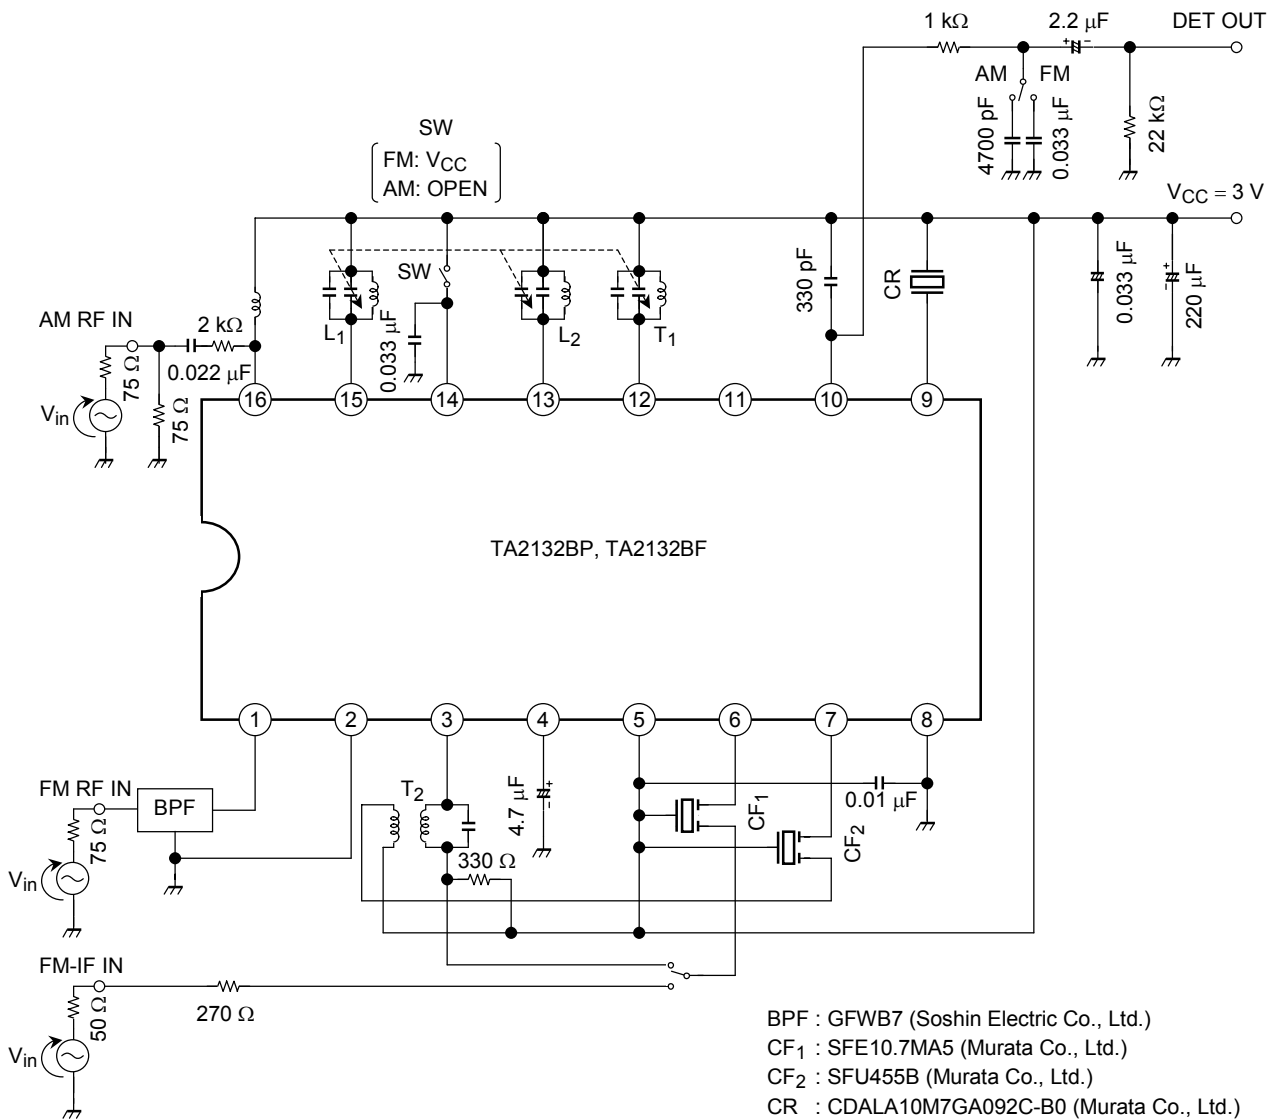 1 kΩ 2.2 μF DET OUT
+ -
AM FM
4700 pF
0.033 μF
22 kΩ
SW
FM: VCC
AM: OPEN
VCC = 3 V
SW
330 pF
CR
0.033 μF
+
-
220 μF
L1
0.033 μF
L2
T1
AM RF IN
2 kΩ
0.022 μF
75 Ω
Vin
75 Ω
16 15 14 13 12 11 10 9
TA2132BP, TA2132BF
1 2 3 4 5 6 7 8
FM RF IN
BPF
75 Ω
Vin
T2
4.7 μF
+
-
CF1
0.01 μF
CF2
330 Ω
FM-IF IN
50 Ω
270 Ω
Vin
BPF : GFWB7 (Soshin Electric Co., Ltd.)
CF1 : SFE10.7MA5 (Murata Co., Ltd.)
CF2 : SFU455B (Murata Co., Ltd.)
CR : CDALA10M7GA092C-B0 (Murata Co., Ltd.)